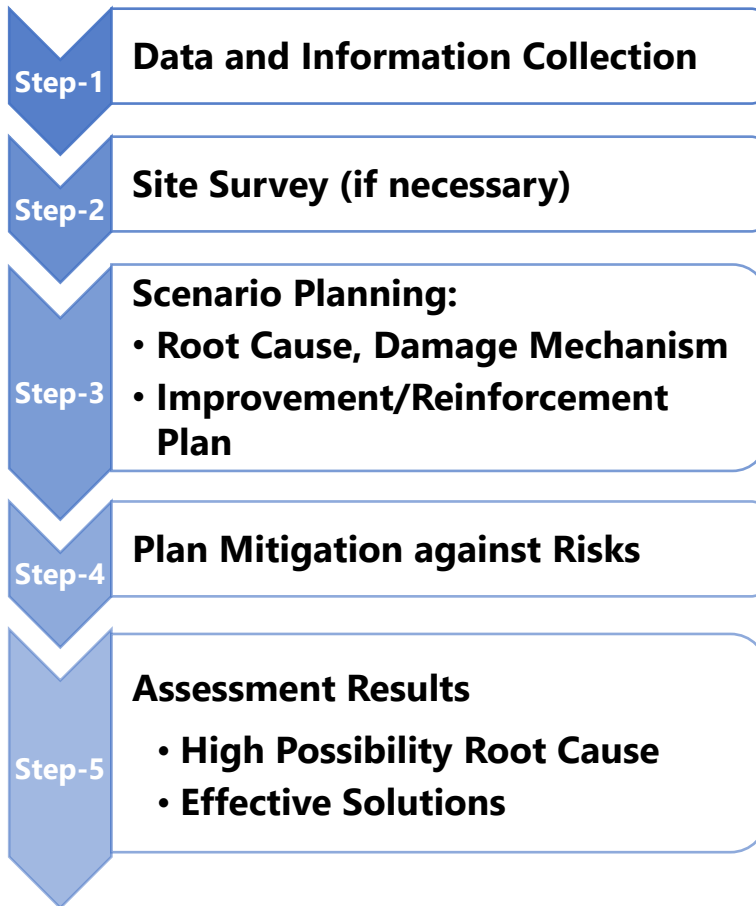 Step-1
Data and Information Collection
Step-2
Site Survey (if necessary)
Step-3
Scenario Planning:
• Root Cause, Damage Mechanism
• Improvement/Reinforcement
Plan
Step-4
Plan Mitigation against Risks
Step-5
Assessment Results
• High Possibility Root Cause
• Effective Solutions